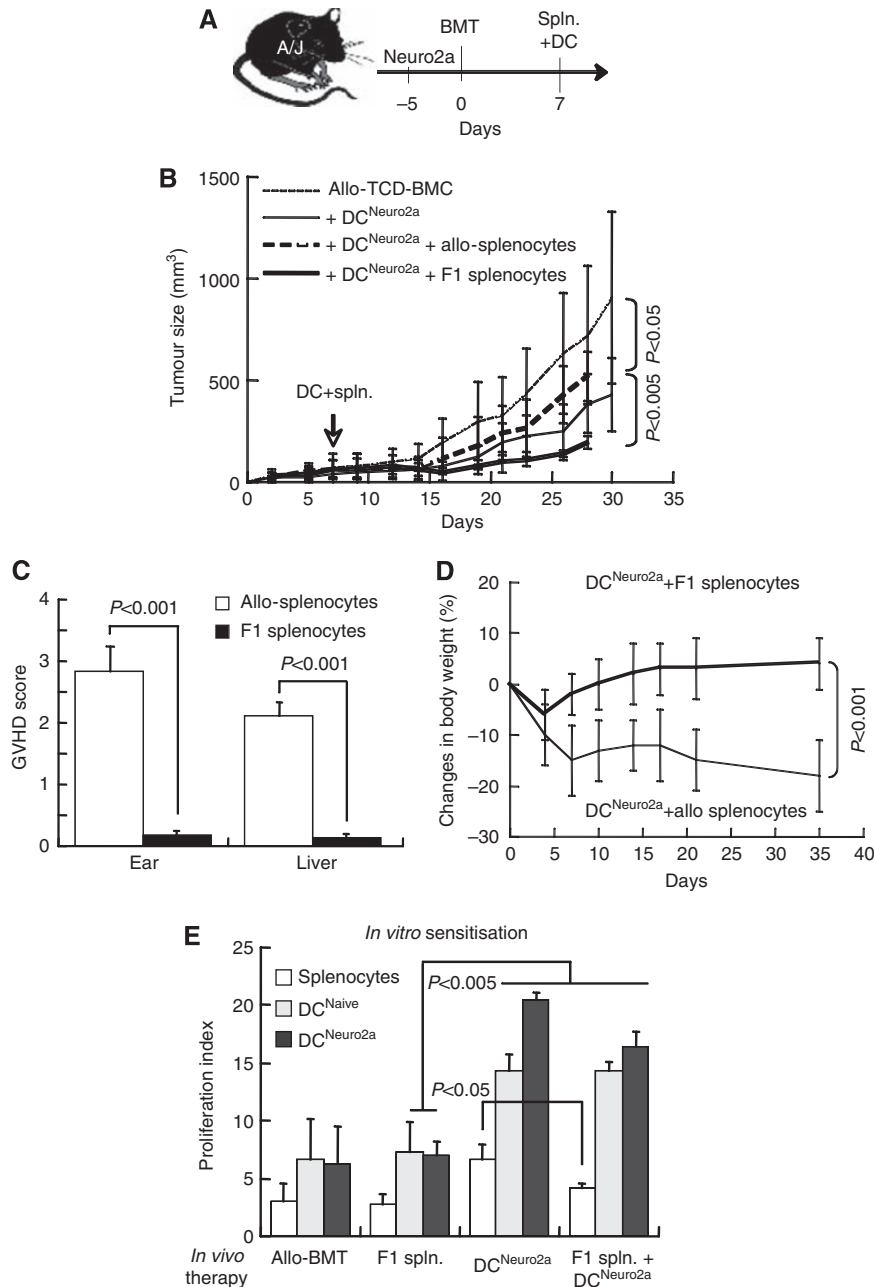 A
A/J
Neuro2a
BMT
Spln.
+DC
–5 0 7
Days
B
Tumour size (mm³)
1500
1000
500
0
Allo-TCD-BMC
+ DC^Neuro2a
+ DC^Neuro2a + allo-splenocytes
+ DC^Neuro2a + F1 splenocytes
DC+spln.
P<0.05
P<0.005
0 5 10 15 20 25 30 35
Days
C
GVHD score
4
3
2
1
0
P<0.001
P<0.001
Allo-splenocytes
F1 splenocytes
Ear Liver
D
Changes in body weight (%)
20
10
0
–10
–20
–30
DC^Neuro2a+F1 splenocytes
DC^Neuro2a+allo splenocytes
P<0.001
0 5 10 15 20 25 30 35 40
Days
E
In vitro sensitisation
Proliferation index
25
20
15
10
5
0
Splenocytes
DC^Naive
DC^Neuro2a
P<0.005
P<0.05
In vivo
therapy
Allo-BMT
F1 spln.
DC^Neuro2a
F1 spln. +
DC^Neuro2a